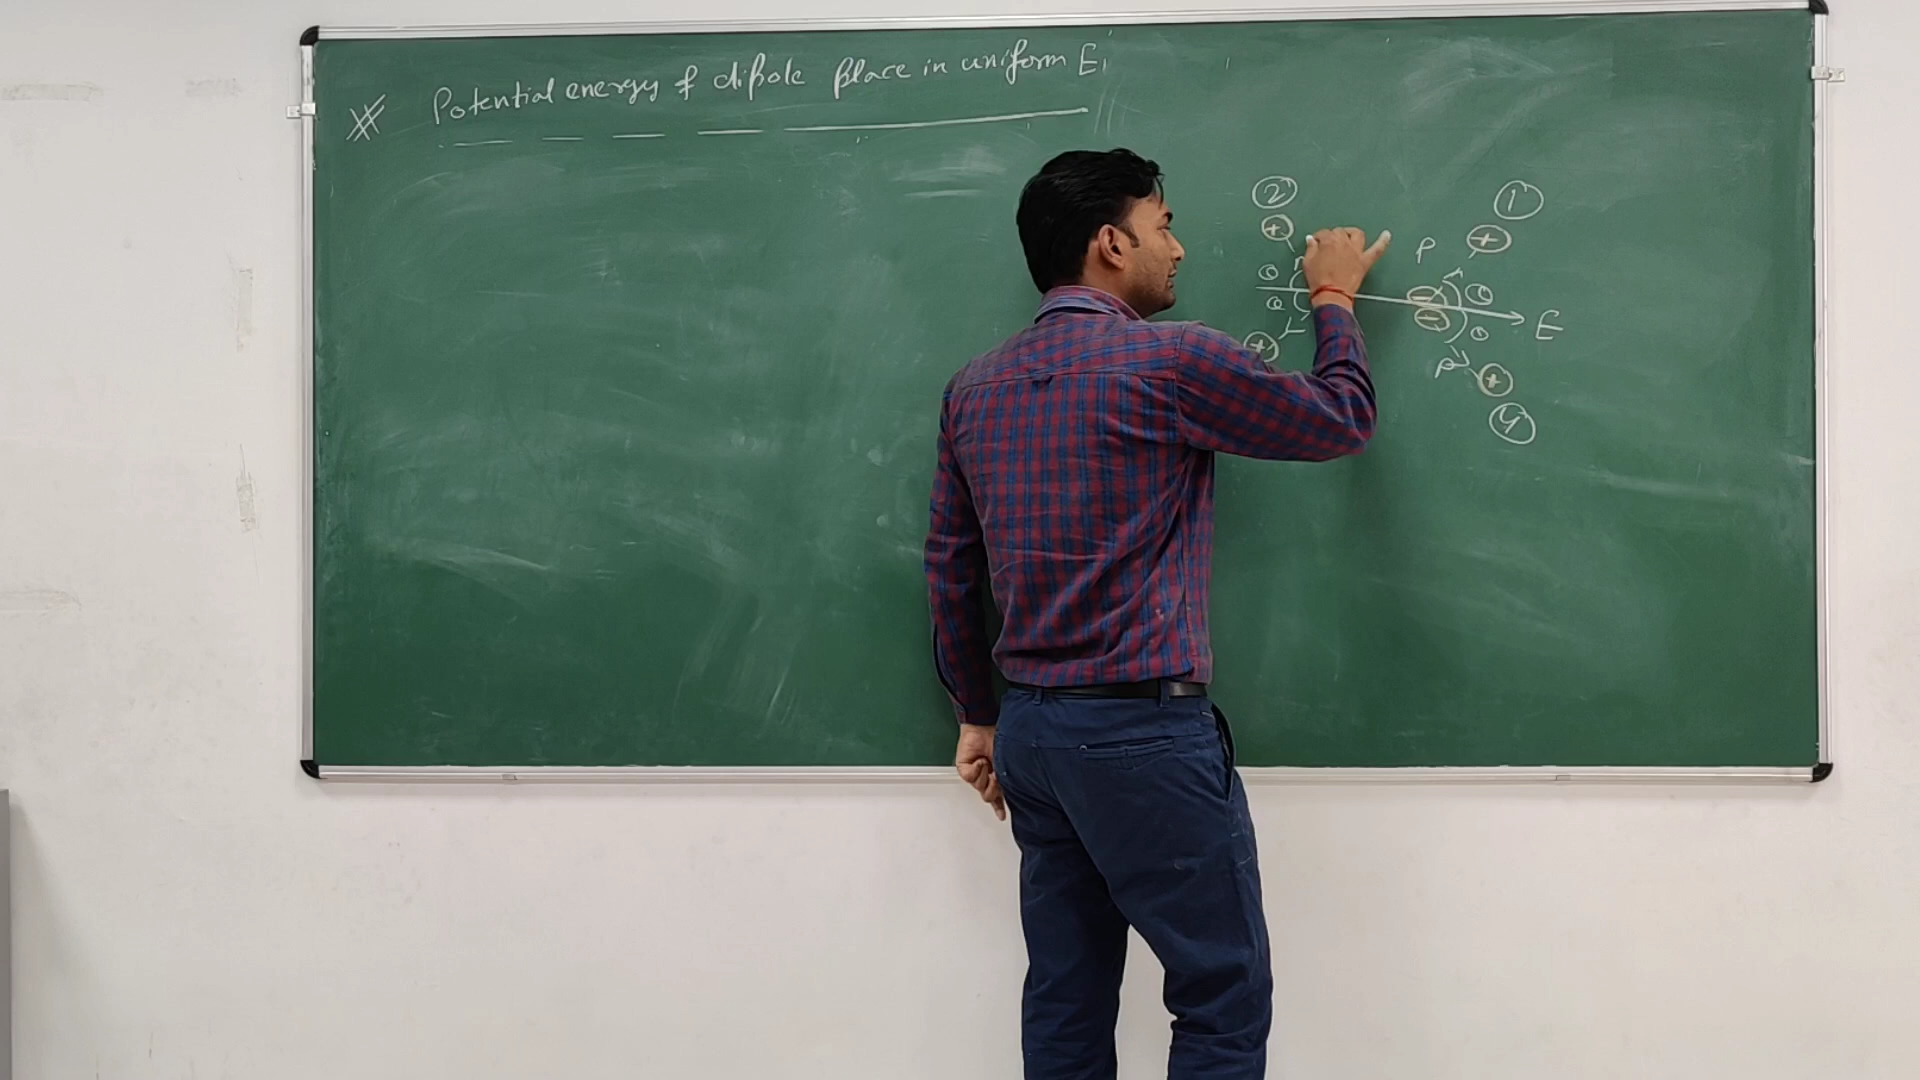 Potential energy of dipole place in uniform E.
2 1
+ P +
θ - θ E
θ - θ
+ P +
4